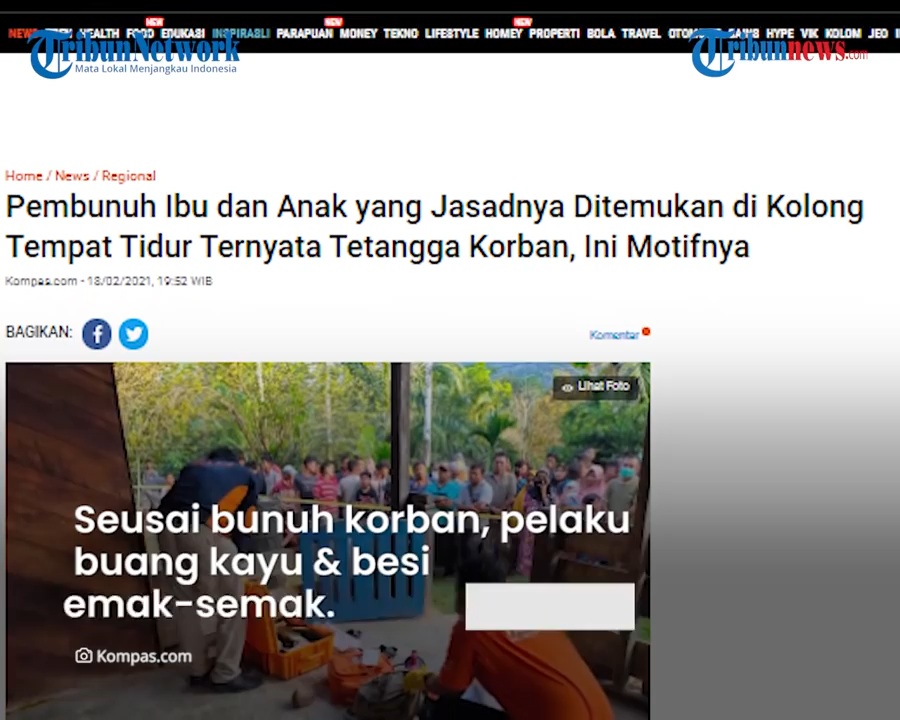 NEW NEW NEW
NEWS TREN HEALTH FOOD EDUKASI INSPIRASLI PARAPUAN MONEY TEKNO LIFESTYLE HOMEY PROPERTI BOLA TRAVEL HYPE VIK KOLOM JEO
TribunNetwork
Mata Lokal Menjangkau Indonesia
Tribunnews.com
Home / News / Regional
Pembunuh Ibu dan Anak yang Jasadnya Ditemukan di Kolong
Tempat Tidur Ternyata Tetangga Korban, Ini Motifnya
Kompas.com - 18/02/2021, 19:52 WIB
BAGIKAN:
Komentar
Lihat Foto
Seusai bunuh korban, pelaku
buang kayu & besi
emak-semak.
Kompas.com